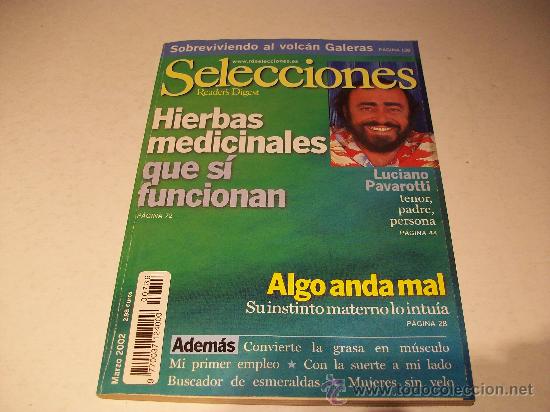 Sobreviviendo al volcán Galeras PÁGINA 128
www.rdselecciones.es
Selecciones
Reader's Digest
Hierbas
medicinales
que sí
funcionan
PÁGINA 72
Luciano
Pavarotti
tenor,
padre,
persona
PÁGINA 44
Algo anda mal
Su instinto materno lo intuía
PÁGINA 28
Además Convierte la grasa en músculo
Mi primer empleo ★ Con la suerte a mi lado
Buscador de esmeraldas ★ Mujeres sin velo
Marzo 2002
todocoleccion.net